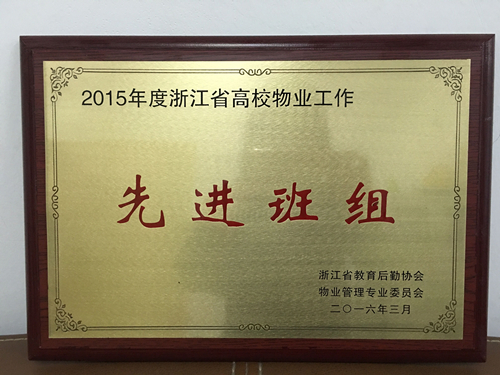 2015年度浙江省高校物业工作
先进班组
浙江省教育后勤协会
物业管理专业委员会
二〇一六年三月